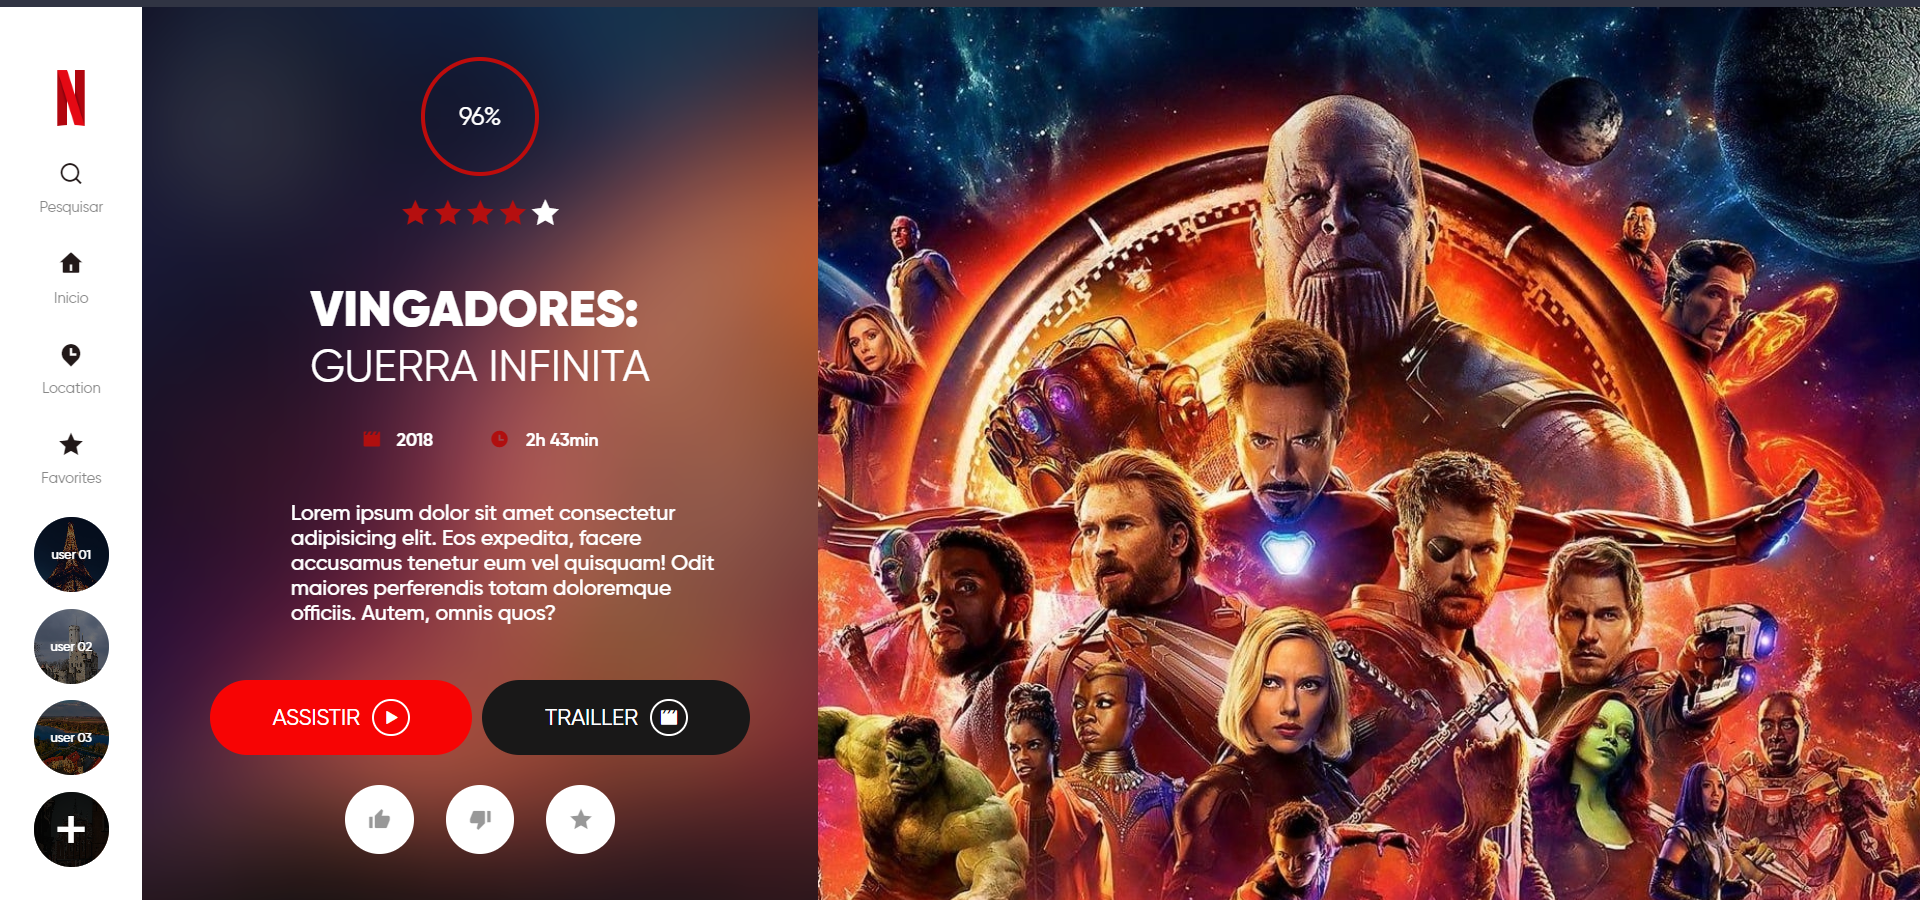 N
Pesquisar
Inicio
Location
Favorites
user 01
user 02
user 03
96%
VINGADORES:
GUERRA INFINITA
2018
2h 43min
Lorem ipsum dolor sit amet consectetur
adipisicing elit. Eos expedita, facere
accusamus tenetur eum vel quisquam! Odit
maiores perferendis totam doloremque
officiis. Autem, omnis quos?
ASSISTIR
TRAILLER